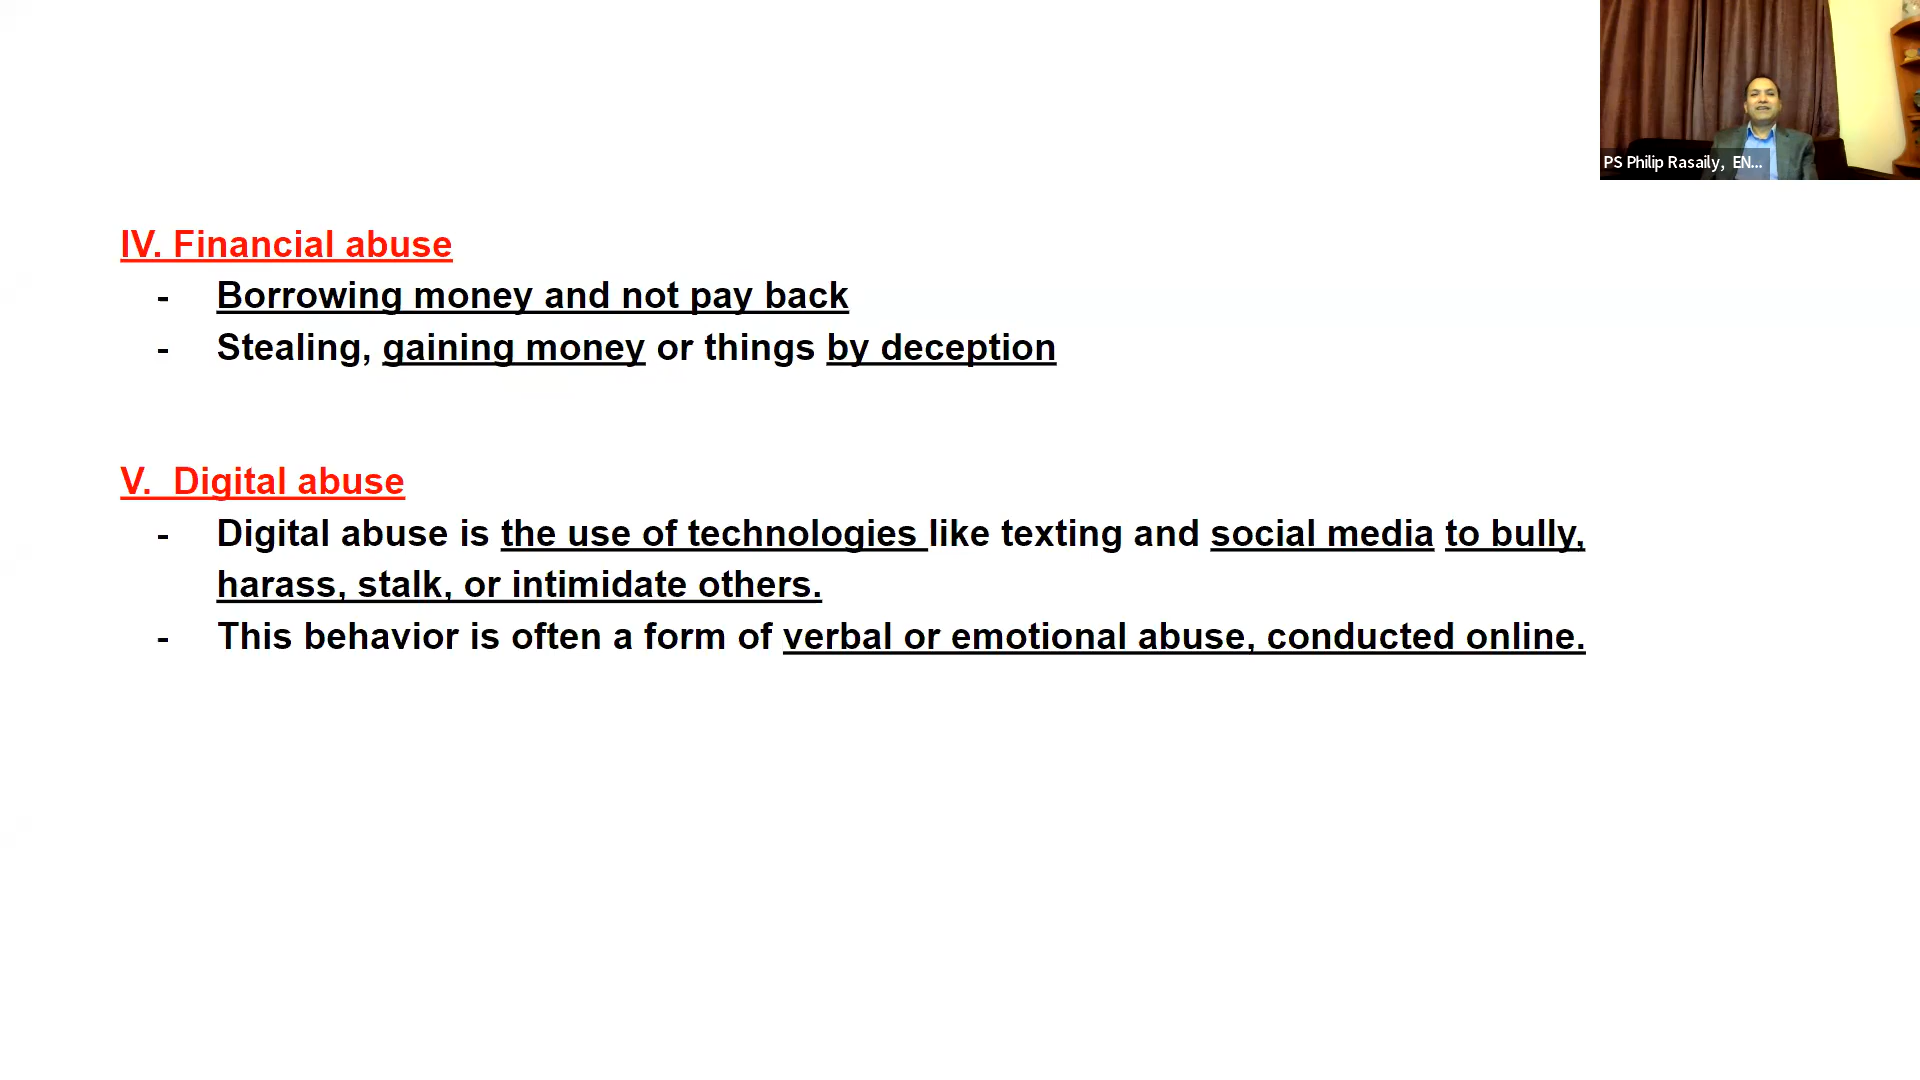 PS Philip Rasaily, EN...
IV. Financial abuse
- Borrowing money and not pay back
- Stealing, gaining money or things by deception
V. Digital abuse
- Digital abuse is the use of technologies like texting and social media to bully,
harass, stalk, or intimidate others.
- This behavior is often a form of verbal or emotional abuse, conducted online.